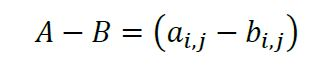 A − B = (a_{i,j} − b_{i,j})